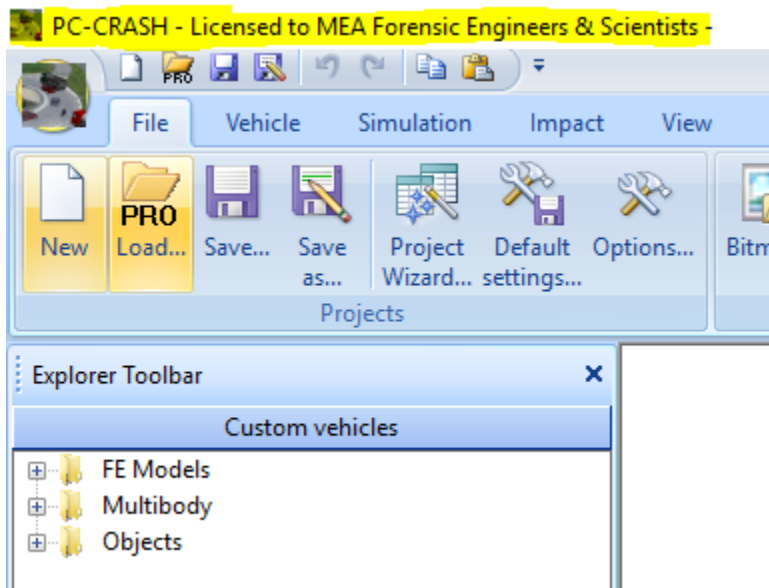 PC-CRASH - Licensed to MEA Forensic Engineers & Scientists -
PRO
File Vehicle Simulation Impact View
PRO
New Load... Save... Save as... Project Wizard... Default settings... Options...
Projects
Explorer Toolbar
Custom vehicles
FE Models
Multibody
Objects